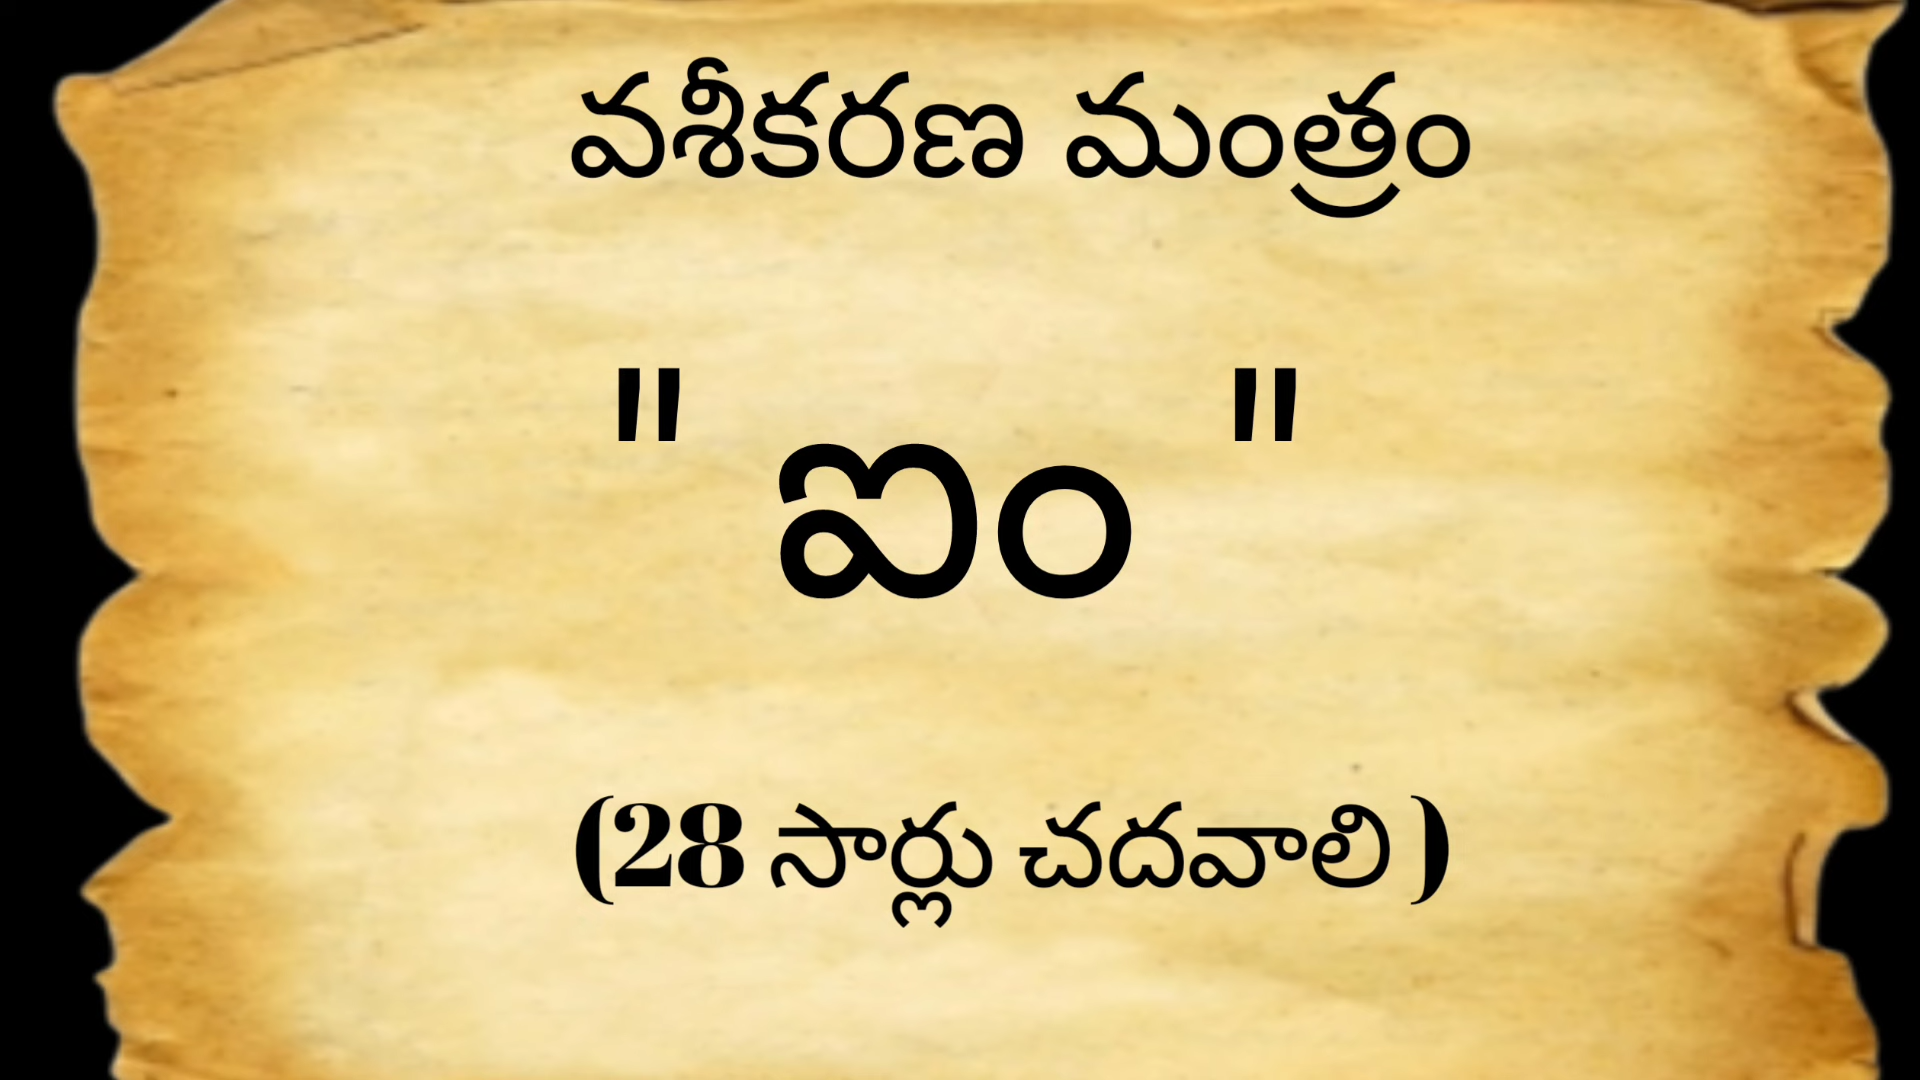 వశీకరణ మంత్రం
" ఐం "
(28 సార్లు చదవాలి )